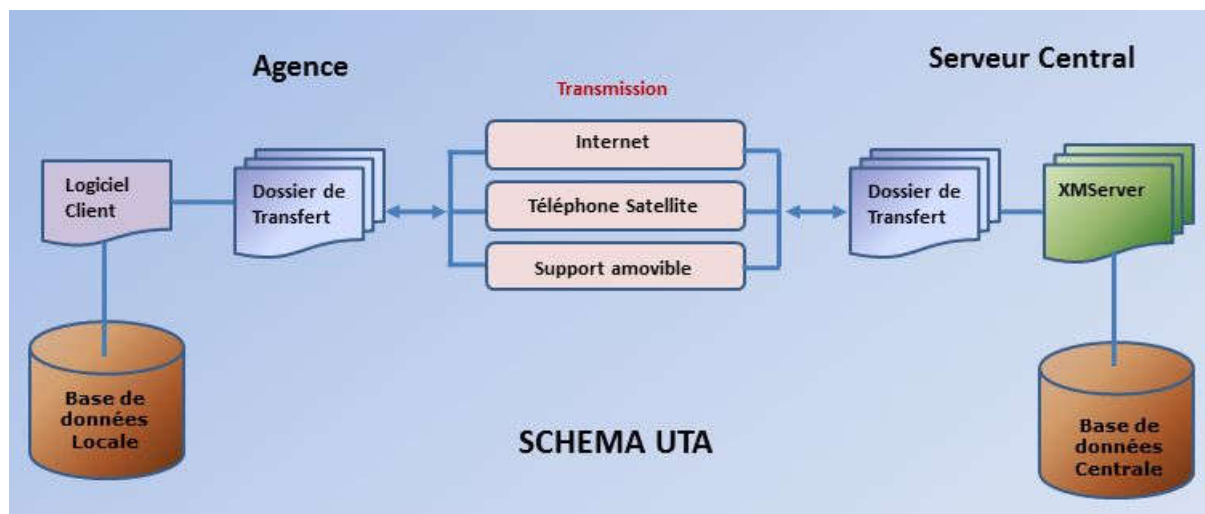 Agence
Serveur Central
Transmission
Logiciel
Client
Dossier de
Transfert
Internet
Téléphone Satellite
Support amovible
Dossier de
Transfert
XMServer
Base de
données
Locale
Base de
données
Centrale
SCHEMA UTA